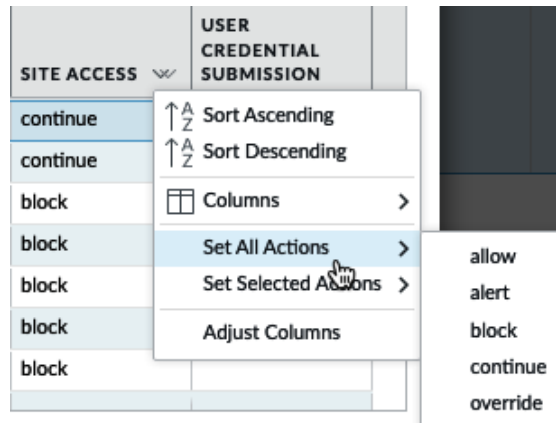 USER
CREDENTIAL
SITE ACCESS SUBMISSION
continue
continue
block
block
block
block
block
A
Z
Sort Ascending
A
Z
Sort Descending
Columns
Set All Actions
Set Selected Actions
Adjust Columns
allow
alert
block
continue
override